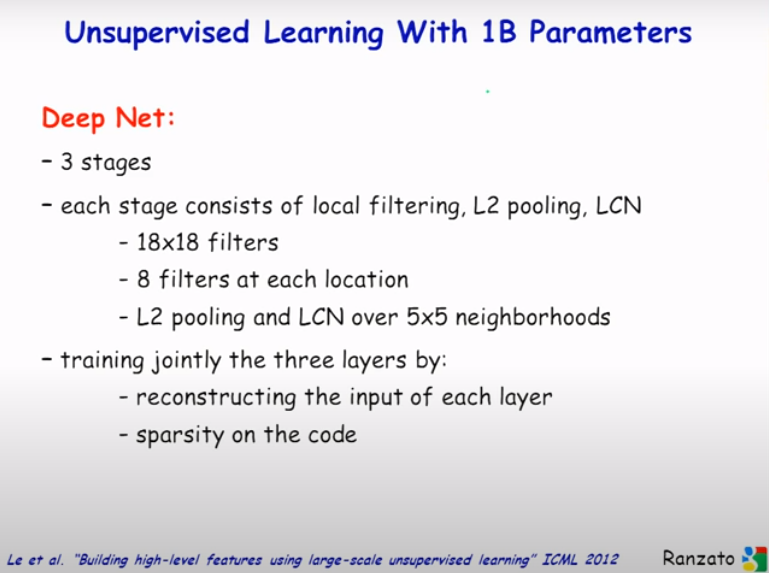 Unsupervised Learning With 1B Parameters
Deep Net:
- 3 stages
- each stage consists of local filtering, L2 pooling, LCN
- 18x18 filters
- 8 filters at each location
- L2 pooling and LCN over 5x5 neighborhoods
- training jointly the three layers by:
- reconstructing the input of each layer
- sparsity on the code
Le et al. "Building high-level features using large-scale unsupervised learning" ICML 2012
Ranzato